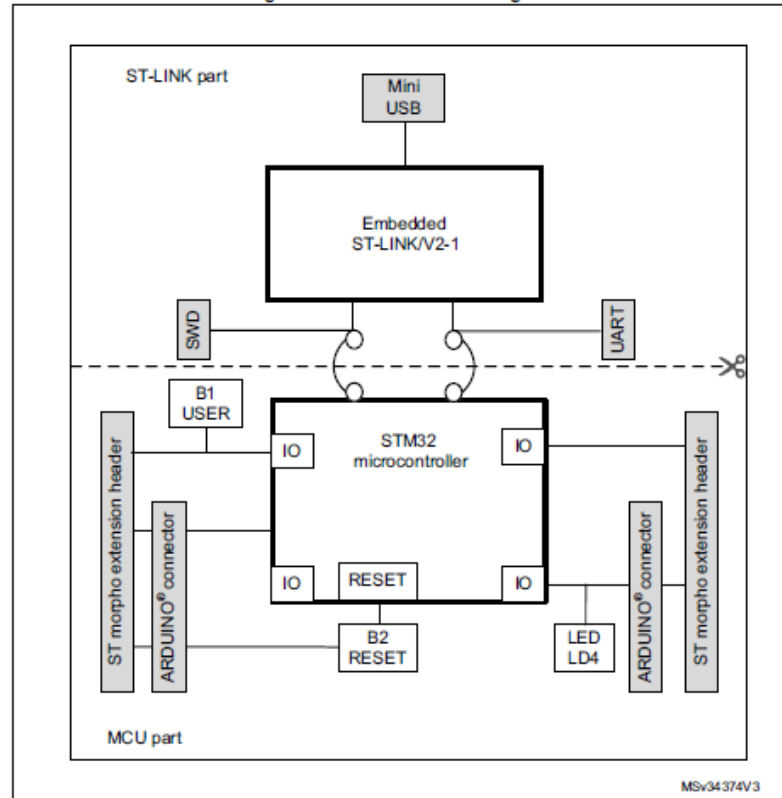 ST-LINK part
Mini
USB
Embedded
ST-LINK/V2-1
SWD
UART
B1
USER
IO
STM32
microcontroller
IO
ST morpho extension header
ARDUINO® connector
IO
RESET
IO
B2
RESET
LED
LD4
ARDUINO® connector
ST morpho extension header
MCU part
MSv34374V3